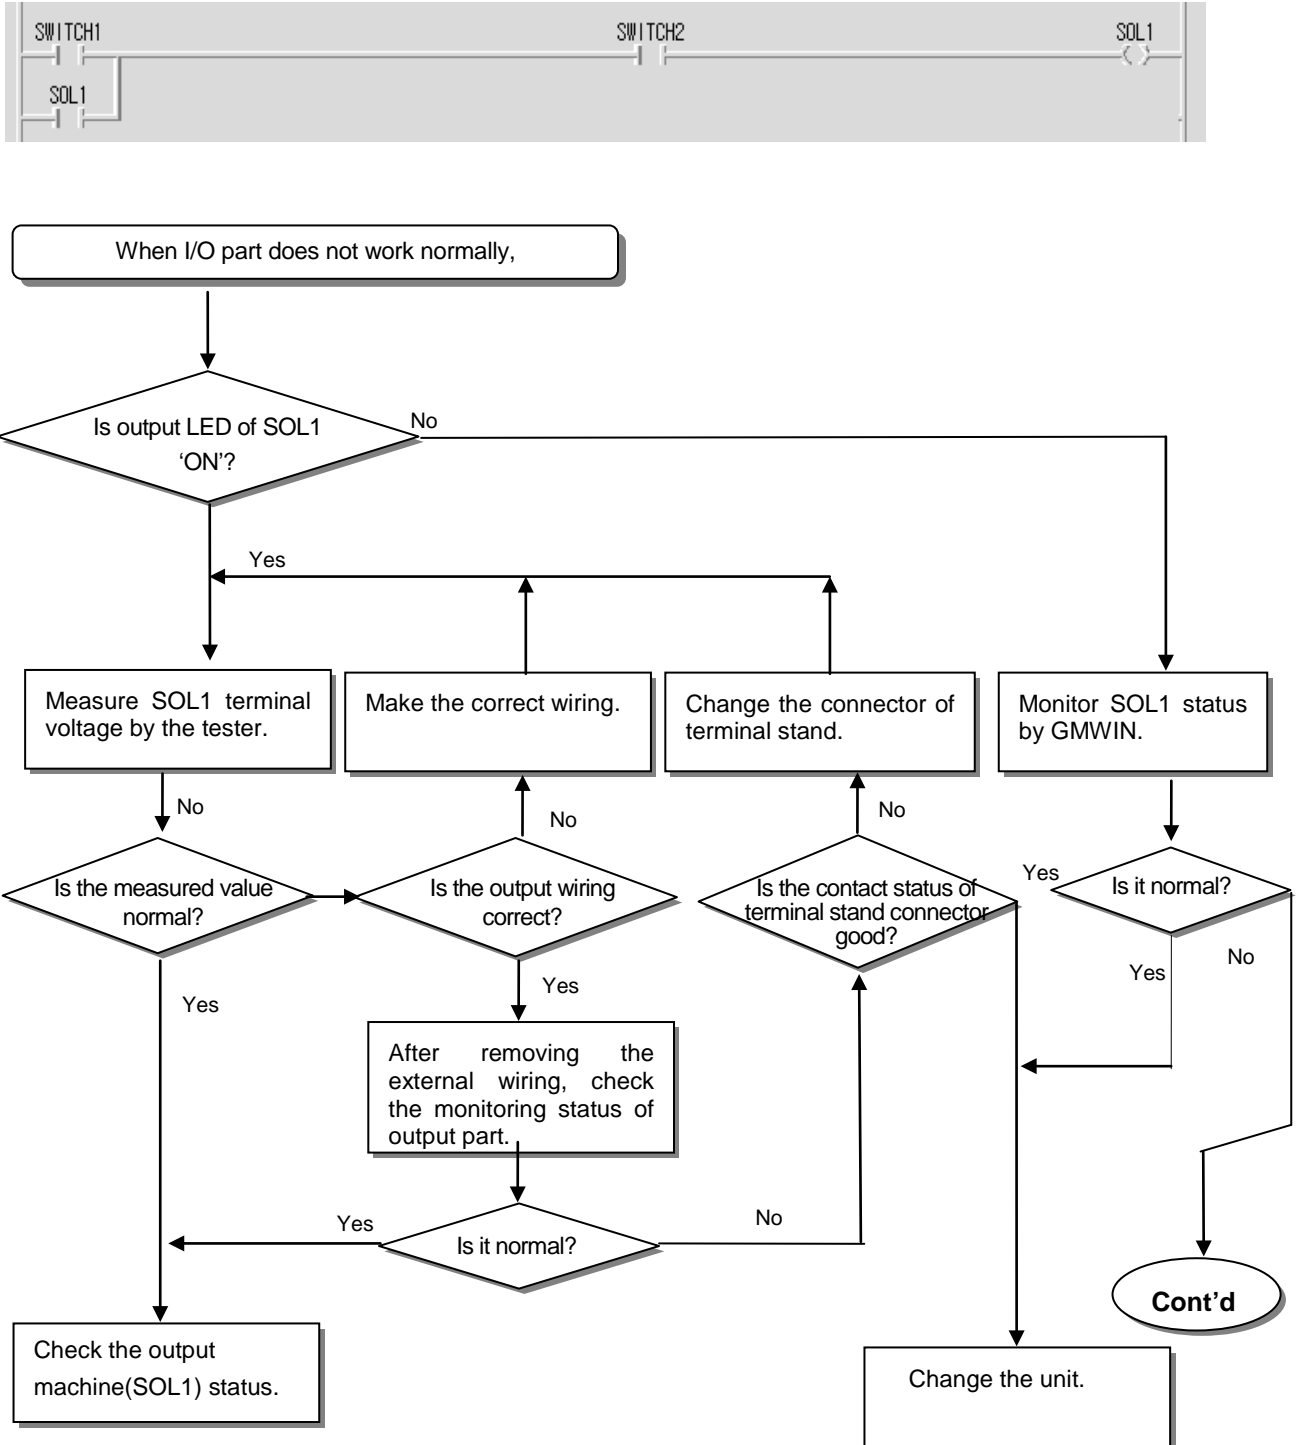 SWITCH1
SWITCH2
SOL1
SOL1
When I/O part does not work normally,
Is output LED of SOL1
‘ON’?
No
Yes
Measure SOL1 terminal
voltage by the tester.
Make the correct wiring.
Change the connector of
terminal stand.
Monitor SOL1 status
by GMWIN.
No
No
No
Is the measured value
normal?
Is the output wiring
correct?
Is the contact status of
terminal stand connector
good?
Yes
Is it normal?
Yes
No
Yes
Yes
After removing the
external wiring, check
the monitoring status of
output part.
Yes
Is it normal?
No
Cont’d
Check the output
machine(SOL1) status.
Change the unit.